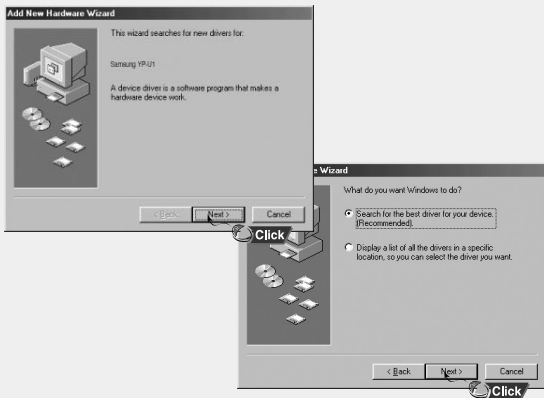 Add New Hardware Wizard
This wizard searches for new drivers for:
Samsung YP-U1
A device driver is a software program that makes a
hardware device work.
< Back
Next >
Cancel
Click
e Wizard
What do you want Windows to do?
Search for the best driver for your device.
(Recommended).
Display a list of all the drivers in a specific
location, so you can select the driver you want.
< Back
Next >
Cancel
Click